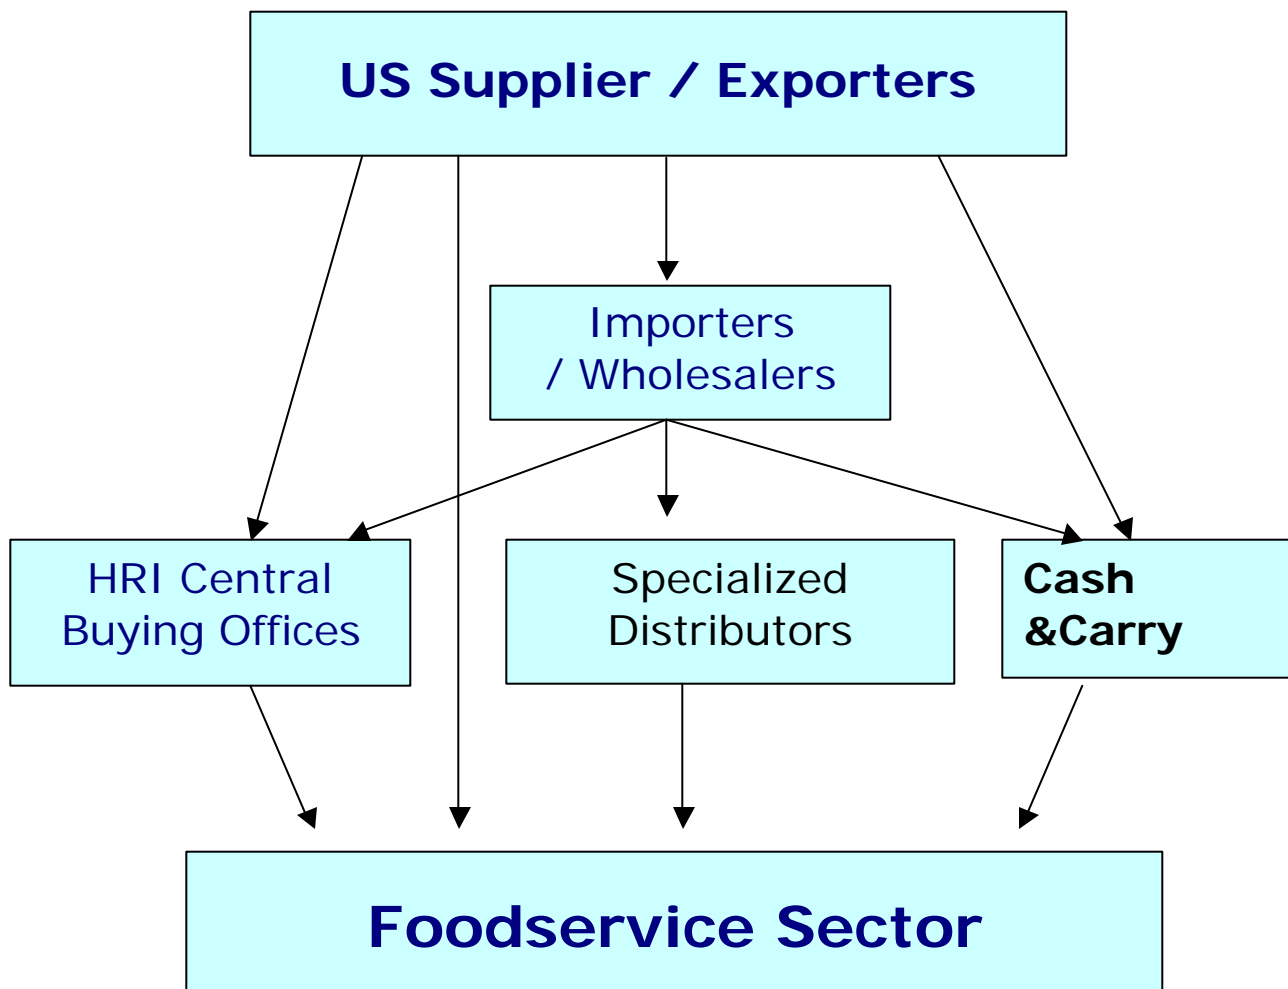 US Supplier / Exporters
Importers
/ Wholesalers
HRI Central
Buying Offices
Specialized
Distributors
Cash
&Carry
Foodservice Sector